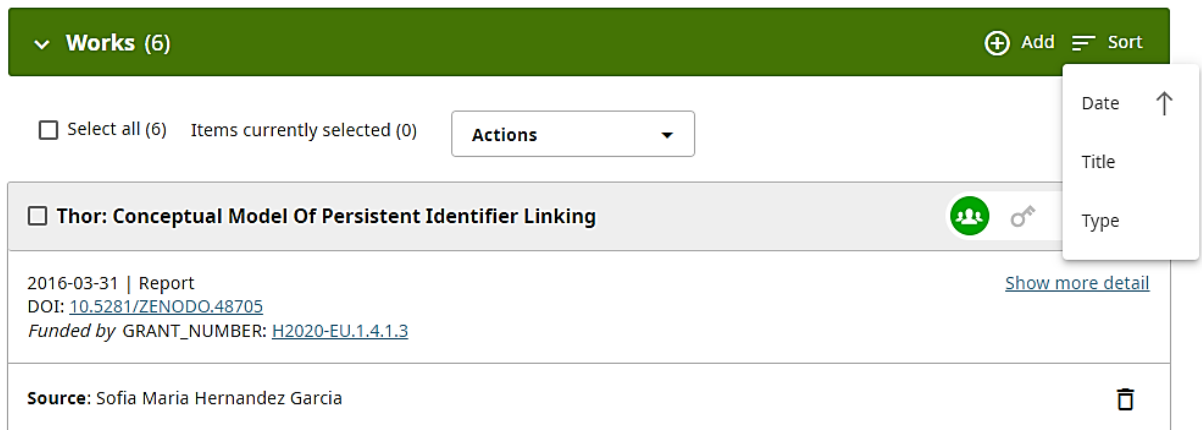 Works (6)
Add
Sort
Date
Title
Type
Select all (6)
Items currently selected (0)
Actions
Thor: Conceptual Model Of Persistent Identifier Linking
2016-03-31 | Report
Show more detail
DOI: 10.5281/ZENODO.48705
Funded by GRANT_NUMBER: H2020-EU.1.4.1.3
Source: Sofia Maria Hernandez Garcia